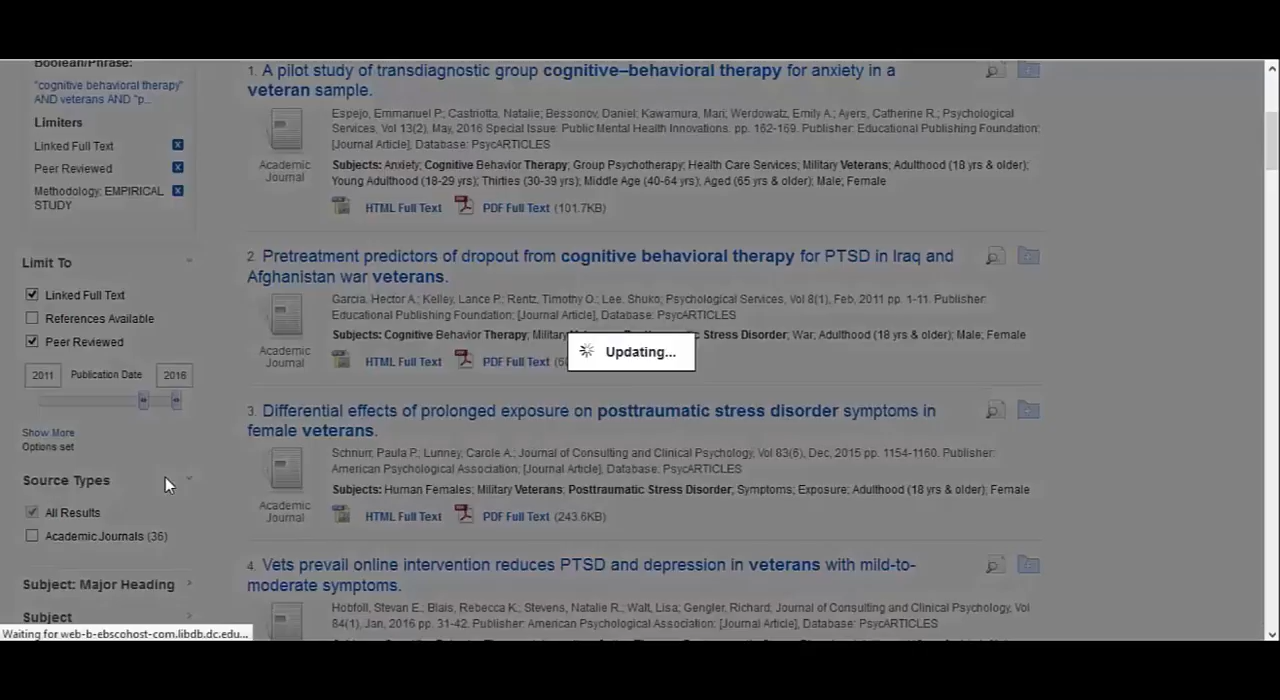 Boolean/Phrase:
"cognitive behavioral therapy"
AND veterans AND "p...
Limiters
Linked Full Text
Peer Reviewed
Methodology: EMPIRICAL
STUDY
Limit To
Linked Full Text
References Available
Peer Reviewed
2011 Publication Date 2016
Show More
Options set
Source Types
All Results
Academic Journals (36)
Subject: Major Heading
Subject
Waiting for web-b-ebscohost-com.libdb.dc.edu...
1. A pilot study of transdiagnostic group cognitive–behavioral therapy for anxiety in a
veteran sample.
Espejo, Emmanuel P.; Castriotta, Natalie; Bessonov, Daniel; Kawamura, Mari; Werdowatz, Emily A.; Ayers, Catherine R.; Psychological
Services, Vol 13(2), May, 2016 Special Issue: Public Mental Health Innovations. pp. 162-169. Publisher: Educational Publishing Foundation;
[Journal Article], Database: PsycARTICLES
Academic
Journal
Subjects: Anxiety; Cognitive Behavior Therapy; Group Psychotherapy; Health Care Services; Military Veterans; Adulthood (18 yrs & older);
Young Adulthood (18-29 yrs); Thirties (30-39 yrs); Middle Age (40-64 yrs); Aged (65 yrs & older); Male; Female
HTML Full Text PDF Full Text (101.7KB)
2. Pretreatment predictors of dropout from cognitive behavioral therapy for PTSD in Iraq and
Afghanistan war veterans.
Garcia, Hector A.; Kelley, Lance P.; Rentz, Timothy O.; Lee, Shuko; Psychological Services, Vol 8(1), Feb, 2011 pp. 1-11. Publisher:
Educational Publishing Foundation; [Journal Article], Database: PsycARTICLES
Academic
Journal
Subjects: Cognitive Behavior Therapy; Military Stress Disorder; War; Adulthood (18 yrs & older); Male; Female
HTML Full Text PDF Full Text
Updating...
3. Differential effects of prolonged exposure on posttraumatic stress disorder symptoms in
female veterans.
Schnurr, Paula P.; Lunney, Carole A.; Journal of Consulting and Clinical Psychology, Vol 83(6), Dec, 2015 pp. 1154-1160. Publisher:
American Psychological Association; [Journal Article], Database: PsycARTICLES
Academic
Journal
Subjects: Human Females; Military Veterans; Posttraumatic Stress Disorder; Symptoms; Exposure; Adulthood (18 yrs & older); Female
HTML Full Text PDF Full Text (243.6KB)
4. Vets prevail online intervention reduces PTSD and depression in veterans with mild-to-
moderate symptoms.
Hobfoll, Stevan E.; Blais, Rebecca K.; Stevens, Natalie R.; Walt, Lisa; Gengler, Richard; Journal of Consulting and Clinical Psychology, Vol
84(1), Jan, 2016 pp. 31-42. Publisher: American Psychological Association; [Journal Article], Database: PsycARTICLES